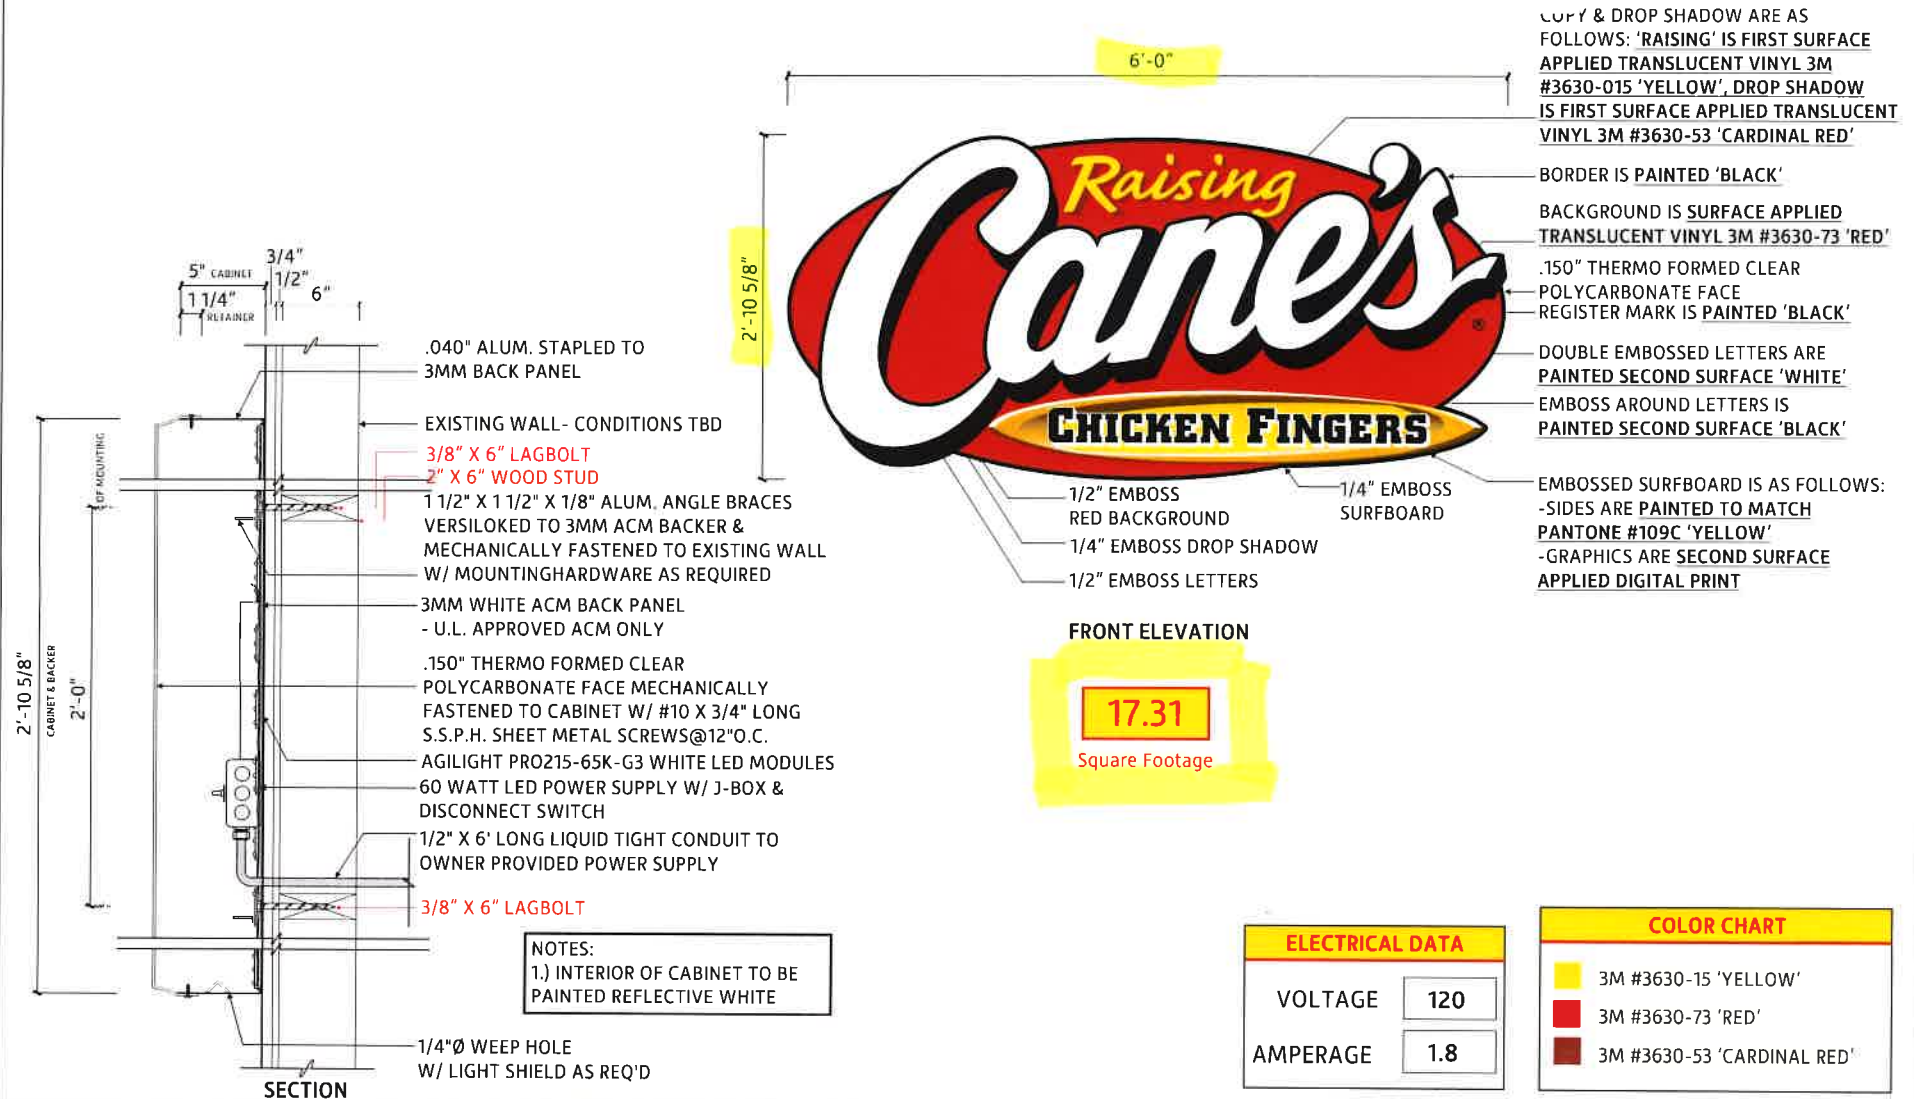 6'-0"
2'-10 5/8"
Raising
Cane's
®
CHICKEN FINGERS
COPY & DROP SHADOW ARE AS
FOLLOWS: 'RAISING' IS FIRST SURFACE
APPLIED TRANSLUCENT VINYL 3M
#3630-015 'YELLOW', DROP SHADOW
IS FIRST SURFACE APPLIED TRANSLUCENT
VINYL 3M #3630-53 'CARDINAL RED'
BORDER IS PAINTED 'BLACK'
BACKGROUND IS SURFACE APPLIED
TRANSLUCENT VINYL 3M #3630-73 'RED'
.150" THERMO FORMED CLEAR
POLYCARBONATE FACE
REGISTER MARK IS PAINTED 'BLACK'
DOUBLE EMBOSSED LETTERS ARE
PAINTED SECOND SURFACE 'WHITE'
EMBOSS AROUND LETTERS IS
PAINTED SECOND SURFACE 'BLACK'
EMBOSSED SURFBOARD IS AS FOLLOWS:
-SIDES ARE PAINTED TO MATCH
PANTONE #109C 'YELLOW'
-GRAPHICS ARE SECOND SURFACE
APPLIED DIGITAL PRINT
1/2" EMBOSS
RED BACKGROUND
1/4" EMBOSS DROP SHADOW
1/2" EMBOSS LETTERS
1/4" EMBOSS
SURFBOARD
FRONT ELEVATION
17.31
Square Footage
5" CABINET
3/4"
1/2"
6"
1 1/4"
RETAINER
.040" ALUM. STAPLED TO
3MM BACK PANEL
EXISTING WALL- CONDITIONS TBD
3/8" X 6" LAGBOLT
2" X 6" WOOD STUD
1 1/2" X 1 1/2" X 1/8" ALUM. ANGLE BRACES
VERSILOKED TO 3MM ACM BACKER &
MECHANICALLY FASTENED TO EXISTING WALL
W/ MOUNTINGHARDWARE AS REQUIRED
3MM WHITE ACM BACK PANEL
- U.L. APPROVED ACM ONLY
.150" THERMO FORMED CLEAR
POLYCARBONATE FACE MECHANICALLY
FASTENED TO CABINET W/ #10 X 3/4" LONG
S.S.P.H. SHEET METAL SCREWS@12"O.C.
AGILIGHT PRO215-65K-G3 WHITE LED MODULES
60 WATT LED POWER SUPPLY W/ J-BOX &
DISCONNECT SWITCH
1/2" X 6' LONG LIQUID TIGHT CONDUIT TO
OWNER PROVIDED POWER SUPPLY
3/8" X 6" LAGBOLT
1/4"Ø WEEP HOLE
W/ LIGHT SHIELD AS REQ'D
OF MOUNTING
2'-0"
2'-10 5/8"
CABINET & BACKER
SECTION
NOTES:
1.) INTERIOR OF CABINET TO BE
PAINTED REFLECTIVE WHITE
ELECTRICAL DATA
VOLTAGE 120
AMPERAGE 1.8
COLOR CHART
3M #3630-15 'YELLOW'
3M #3630-73 'RED'
3M #3630-53 'CARDINAL RED'